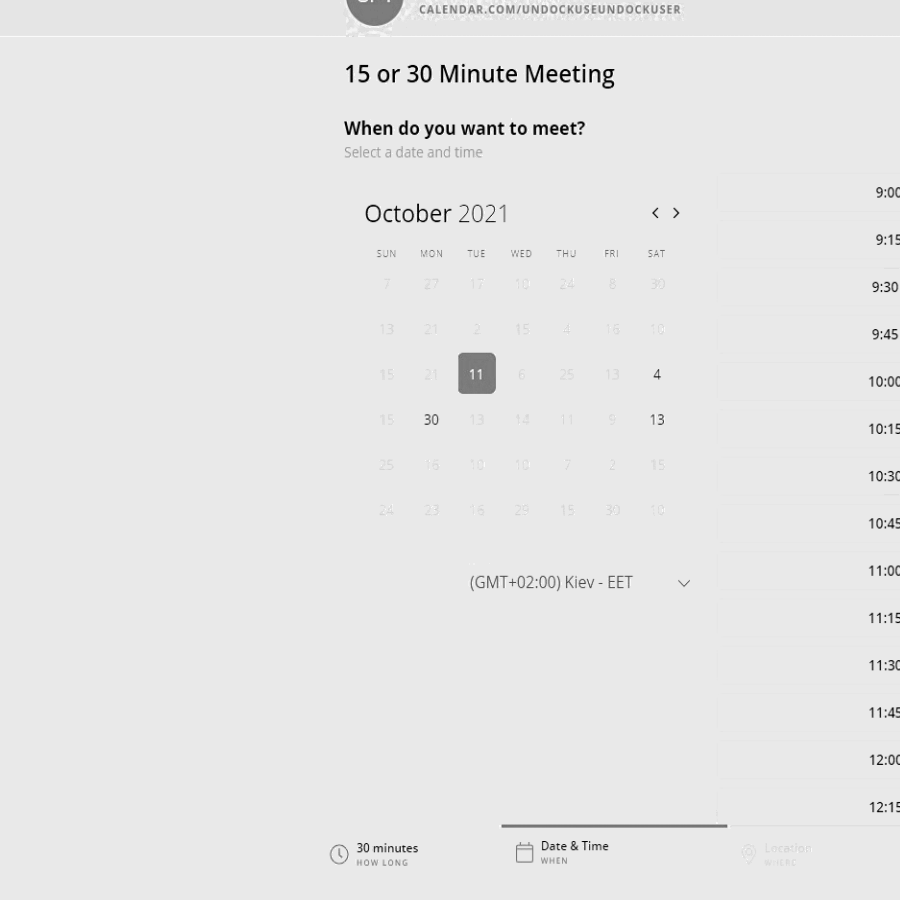 CALENDAR.COM/UNDOCKUSEUNDOCKUSER
15 or 30 Minute Meeting
When do you want to meet?
Select a date and time
October 2021
SUN MON TUE WED THU FRI SAT
7 27 17 10 24 8 30
13 21 2 15 4 16 10
15 21 11 6 25 13 4
15 30 13 14 11 13
25 16 10 10 7 2 15
24 23 16 29 15 30 10
(GMT+02:00) Kiev - EET
9:00
9:15
9:30
9:45
10:00
10:15
10:30
10:45
11:00
11:15
11:30
11:45
12:00
12:15
30 minutes
HOW LONG
Date & Time
WHEN
Location
WHERE